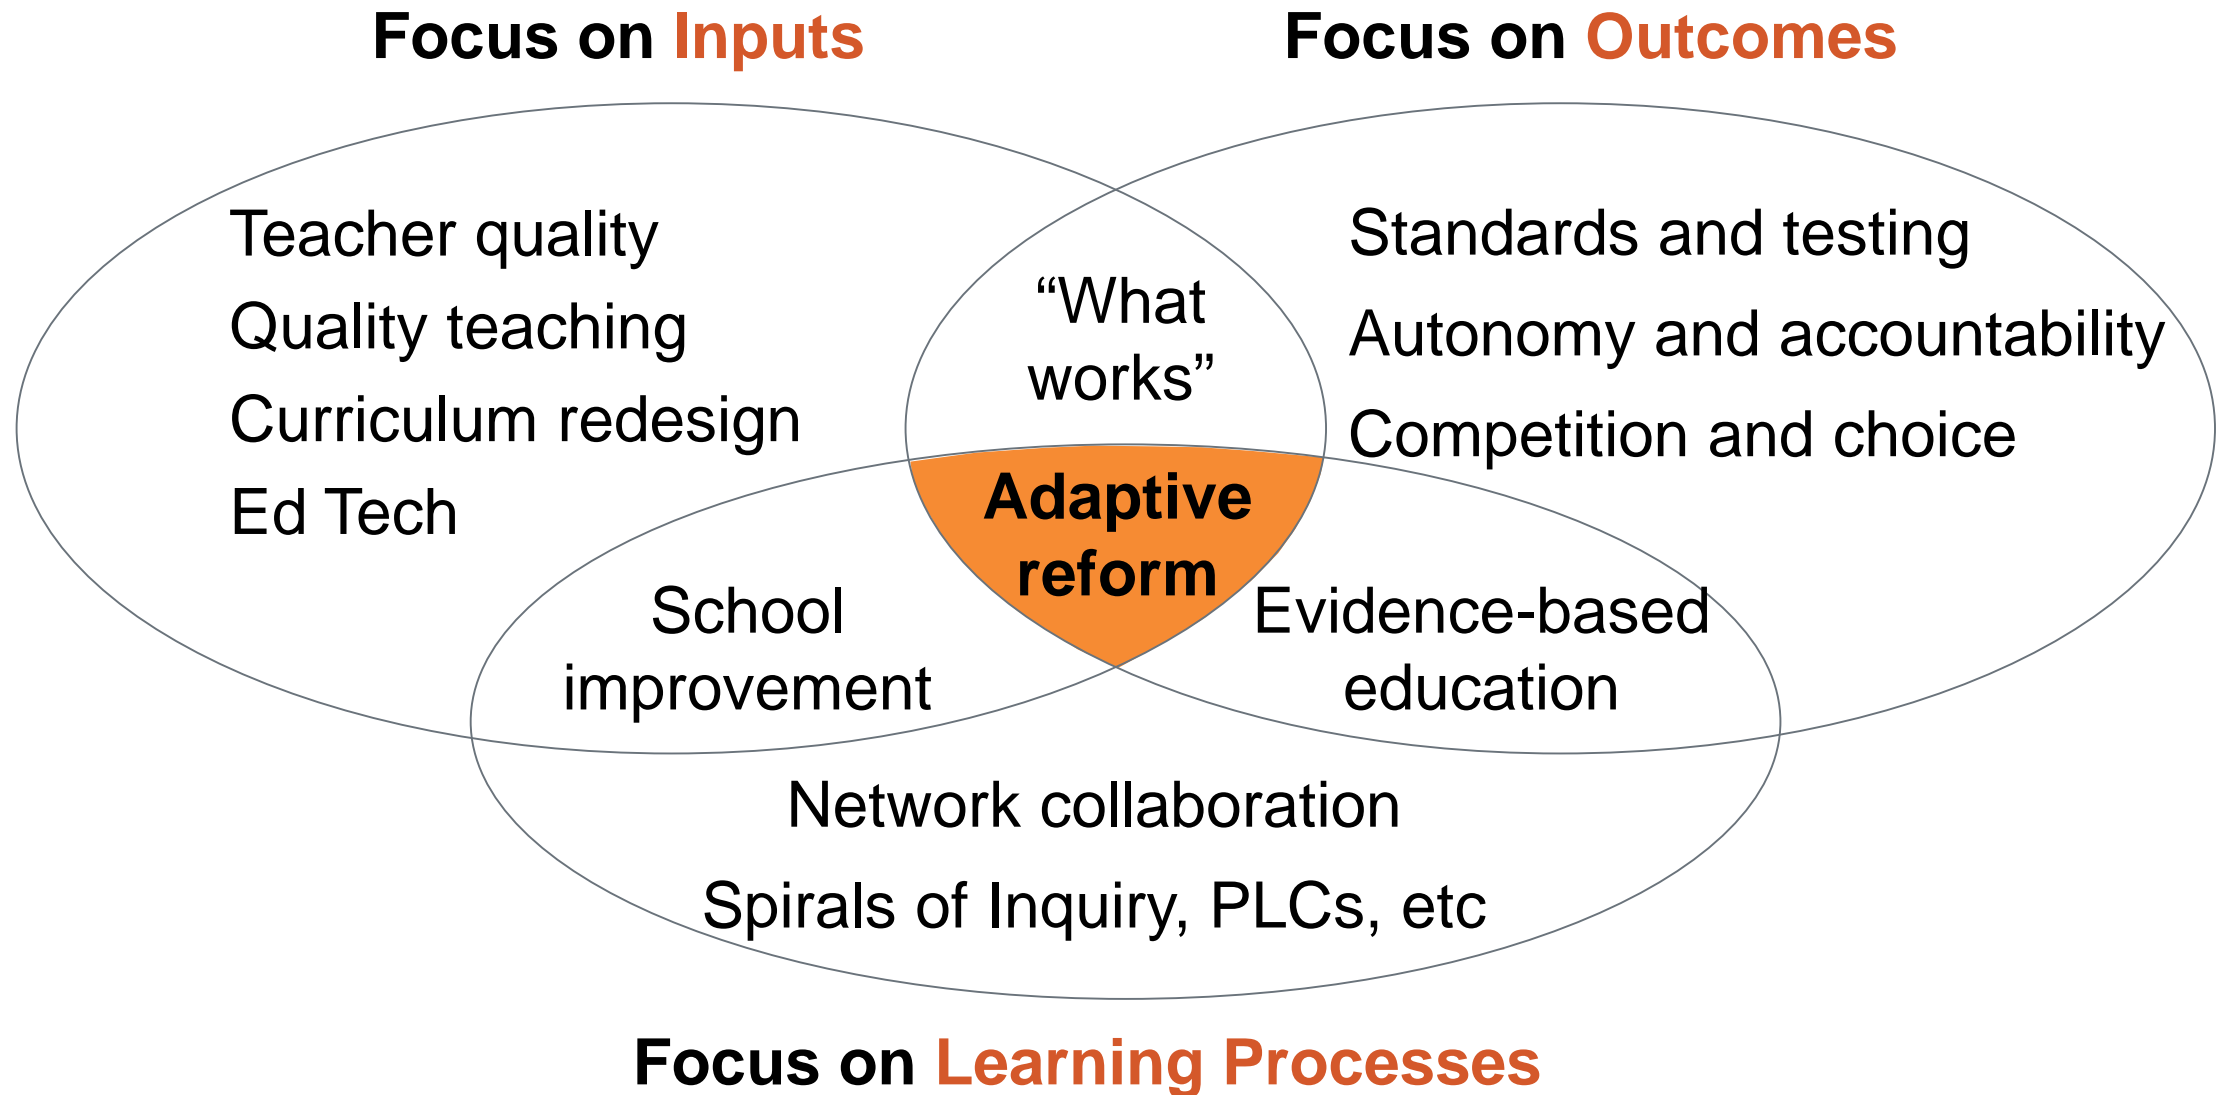 Focus on Inputs
Focus on Outcomes
Teacher quality
Quality teaching
Curriculum redesign
Ed Tech
“What
works”
Standards and testing
Autonomy and accountability
Competition and choice
Adaptive
reform
School
improvement
Evidence-based
education
Network collaboration
Spirals of Inquiry, PLCs, etc
Focus on Learning Processes